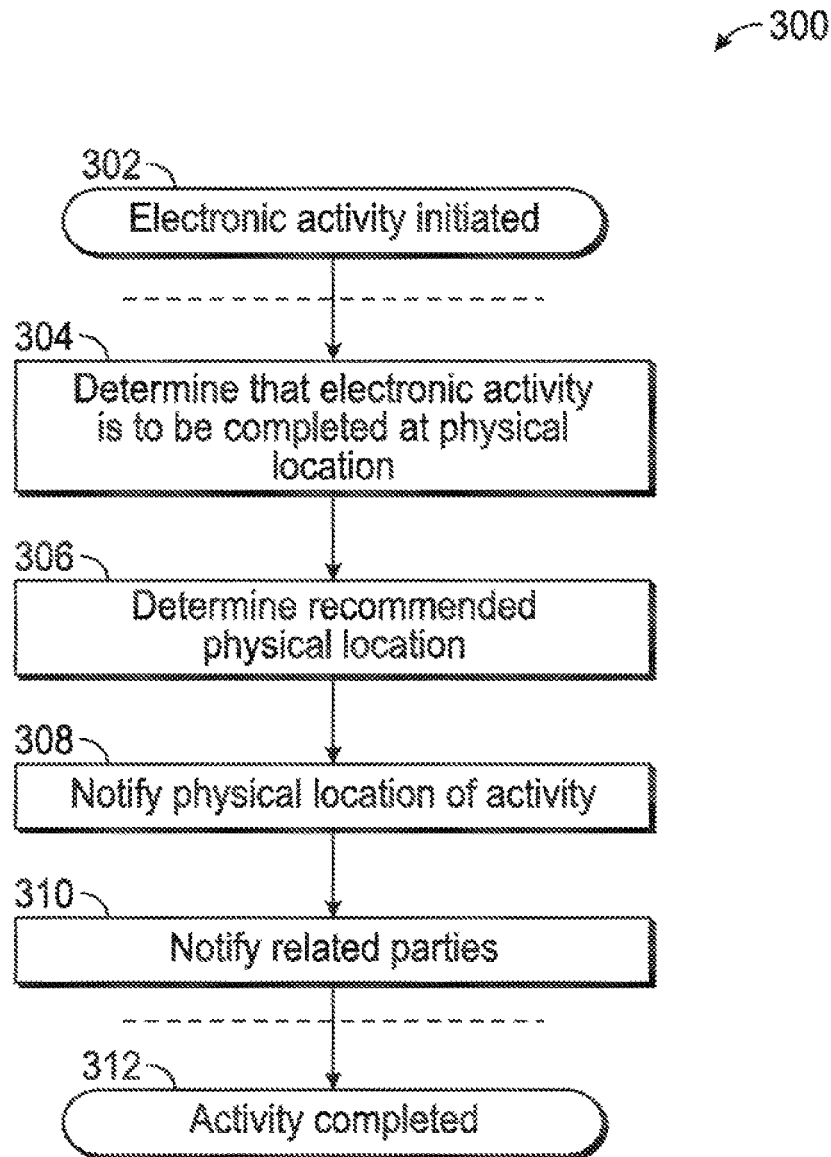 300
302
Electronic activity initiated
304
Determine that electronic activity
is to be completed at physical
location
306
Determine recommended
physical location
308
Notify physical location of activity
310
Notify related parties
312
Activity completed